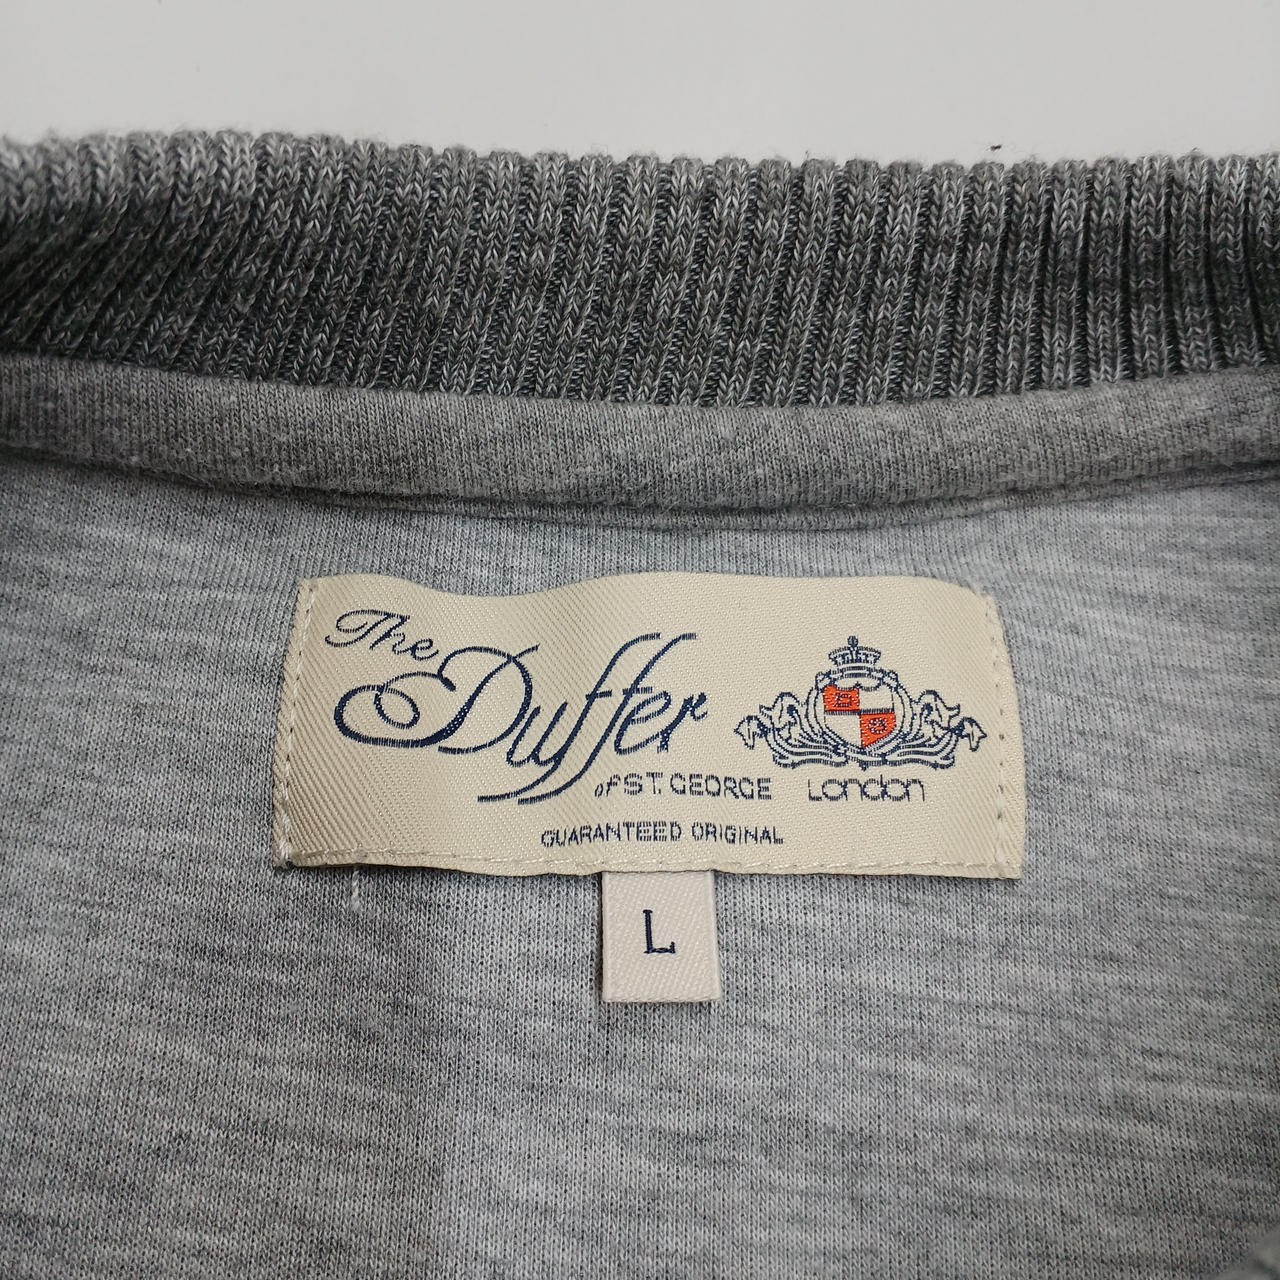 The
Duffer
of ST. GEORGE
London
GUARANTEED ORIGINAL
L